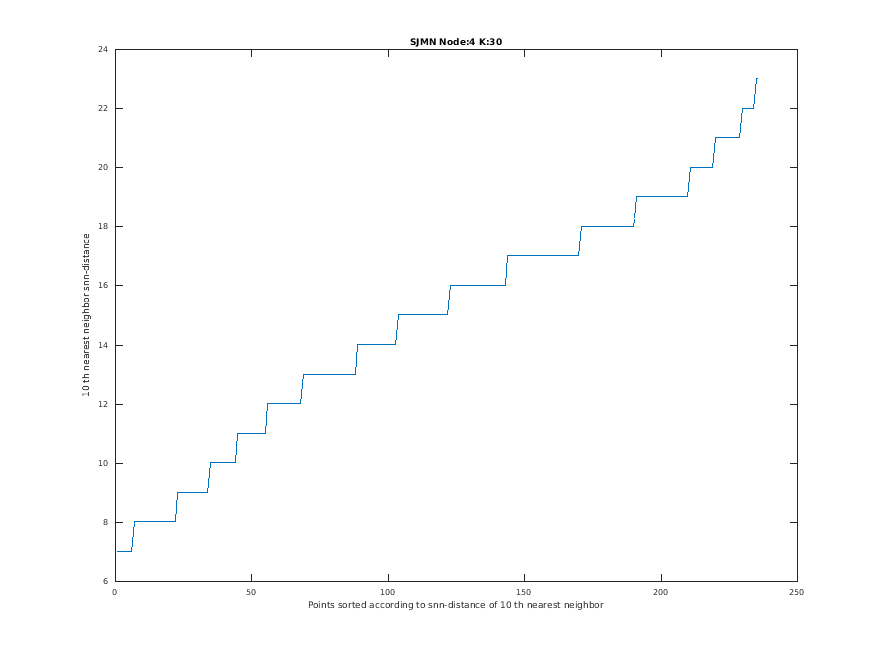 SJMN Node:4 K:30
24
22
20
18
16
14
12
10
8
6
10 th nearest neighbor snn-distance
0 50 100 150 200 250
Points sorted according to snn-distance of 10 th nearest neighbor